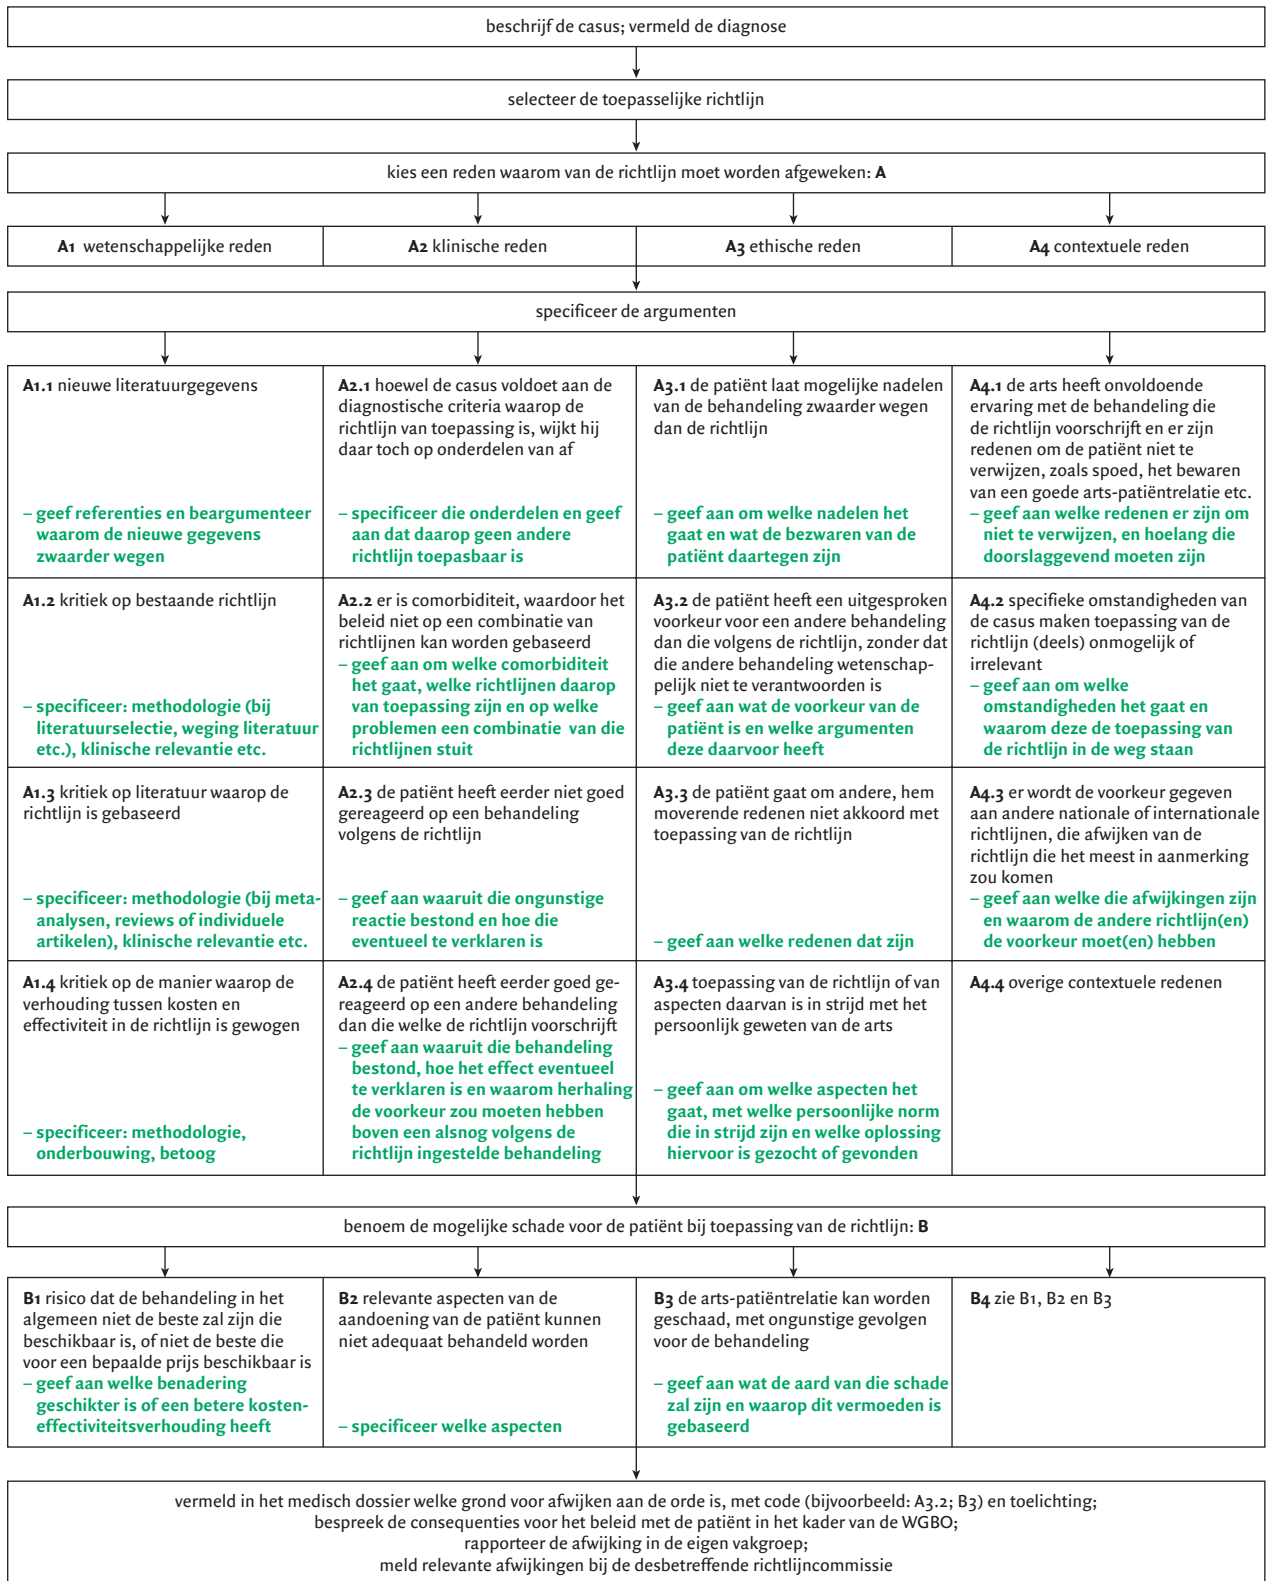 beschrijf de casus; vermeld de diagnose
selecteer de toepasselijke richtlijn
kies een reden waarom van de richtlijn moet worden afgeweken: A
A1 wetenschappelijke reden
A2 klinische reden
A3 ethische reden
A4 contextuele reden
specificeer de argumenten
A1.1 nieuwe literatuurgegevens
– geef referenties en beargumenteer
waarom de nieuwe gegevens
zwaarder wegen
A2.1 hoewel de casus voldoet aan de
diagnostische criteria waarop de
richtlijn van toepassing is, wijkt hij
daar toch op onderdelen van af
– specificeer die onderdelen en geef
aan dat daarop geen andere
richtlijn toepasbaar is
A3.1 de patiënt laat mogelijke nadelen
van de behandeling zwaarder wegen
dan de richtlijn
– geef aan om welke nadelen het
gaat en wat de bezwaren van de
patiënt daartegen zijn
A4.1 de arts heeft onvoldoende
ervaring met de behandeling die
de richtlijn voorschrijft en er zijn
redenen om de patiënt niet te
verwijzen, zoals spoed, het bewaren
van een goede arts-patiëntrelatie etc.
– geef aan welke redenen er zijn om
niet te verwijzen, en hoelang die
doorslaggevend moeten zijn
A1.2 kritiek op bestaande richtlijn
– specificeer: methodologie (bij
literatuurselectie, weging literatuur
etc.), klinische relevantie etc.
A2.2 er is comorbiditeit, waardoor het
beleid niet op een combinatie van
richtlijnen kan worden gebaseerd
– geef aan om welke comorbiditeit
het gaat, welke richtlijnen daarop
van toepassing zijn en op welke
problemen een combinatie van die
richtlijnen stuit
A3.2 de patiënt heeft een uitgesproken
voorkeur voor een andere behandeling
dan die volgens de richtlijn, zonder dat
die andere behandeling wetenschap-
pelijk niet te verantwoorden is
– geef aan wat de voorkeur van de
patiënt is en welke argumenten
deze daarvoor heeft
A4.2 specifieke omstandigheden van
de casus maken toepassing van de
richtlijn (deels) onmogelijk of
irrelevant
– geef aan om welke
omstandigheden het gaat en
waarom deze de toepassing van
de richtlijn in de weg staan
A1.3 kritiek op literatuur waarop de
richtlijn is gebaseerd
– specificeer: methodologie (bij meta-
analysen, reviews of individuele
artikelen), klinische relevantie etc.
A2.3 de patiënt heeft eerder niet goed
gereageerd op een behandeling
volgens de richtlijn
– geef aan waaruit die ongunstige
reactie bestond en hoe die
eventueel te verklaren is
A3.3 de patiënt gaat om andere, hem
moverende redenen niet akkoord met
toepassing van de richtlijn
– geef aan welke redenen dat zijn
A4.3 er wordt de voorkeur gegeven
aan andere nationale of internationale
richtlijnen, die afwijken van de
richtlijn die het meest in aanmerking
zou komen
– geef aan welke die afwijkingen zijn
en waarom de andere richtlijn(en)
de voorkeur moet(en) hebben
A1.4 kritiek op de manier waarop de
verhouding tussen kosten en
effectiviteit in de richtlijn is gewogen
– specificeer: methodologie,
onderbouwing, betoog
A2.4 de patiënt heeft eerder goed ge-
reageerd op een andere behandeling
dan die welke de richtlijn voorschrijft
– geef aan waaruit die behandeling
bestond, hoe het effect eventueel
te verklaren is en waarom herhaling
de voorkeur zou moeten hebben
boven een alsnog volgens de
richtlijn ingestelde behandeling
A3.4 toepassing van de richtlijn of van
aspecten daarvan is in strijd met het
persoonlijk geweten van de arts
– geef aan om welke aspecten het
gaat, met welke persoonlijke norm
die in strijd zijn en welke oplossing
hiervoor is gezocht of gevonden
A4.4 overige contextuele redenen
benoem de mogelijke schade voor de patiënt bij toepassing van de richtlijn: B
B1 risico dat de behandeling in het
algemeen niet de beste zal zijn die
beschikbaar is, of niet de beste die
voor een bepaalde prijs beschikbaar is
– geef aan welke benadering
geschikter is of een betere kosten-
effectiviteitsverhouding heeft
B2 relevante aspecten van de
aandoening van de patiënt kunnen
niet adequaat behandeld worden
– specificeer welke aspecten
B3 de arts-patiëntrelatie kan worden
geschaad, met ongunstige gevolgen
voor de behandeling
– geef aan wat de aard van die schade
zal zijn en waarop dit vermoeden is
gebaseerd
B4 zie B1, B2 en B3
vermeld in het medisch dossier welke grond voor afwijken aan de orde is, met code (bijvoorbeeld: A3.2; B3) en toelichting;
bespreek de consequenties voor het beleid met de patiënt in het kader van de WGBO;
rapporteer de afwijking in de eigen vakgroep;
meld relevante afwijkingen bij de desbetreffende richtlijncommissie